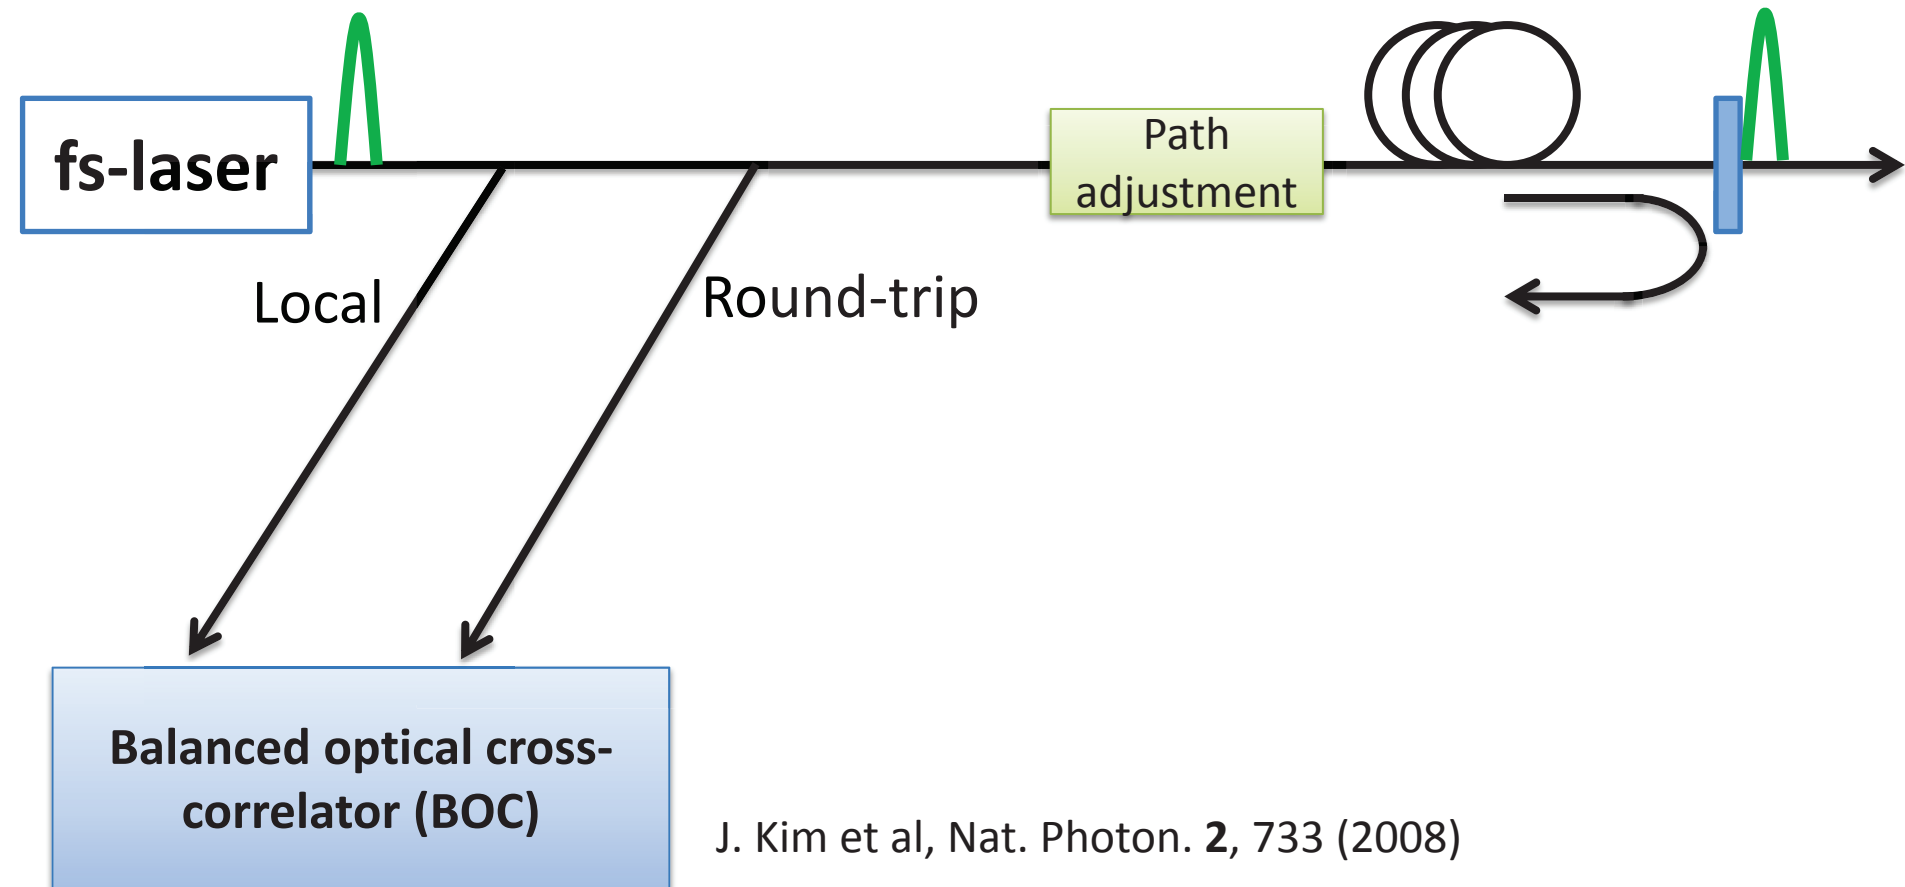 fs-laser
Path
adjustment
Local
Round-trip
Balanced optical cross-
correlator (BOC)
J. Kim et al, Nat. Photon. 2, 733 (2008)